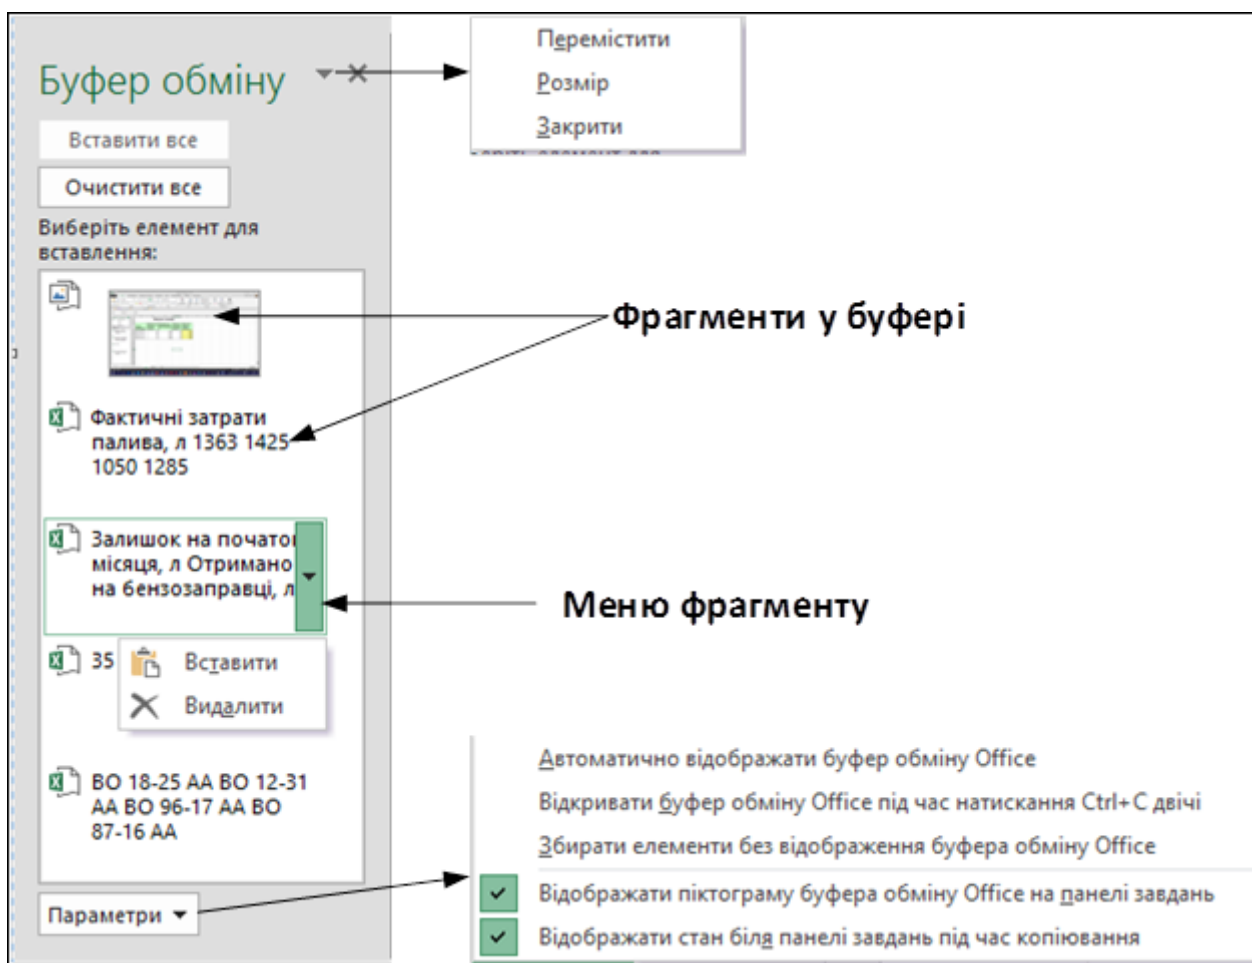 Перемістити
Розмір
Закрити
Буфер обміну
Вставити все
Очистити все
Виберіть елемент для
вставлення:
Фрагменти у буфері
Фактичні затрати
палива, л 1363 1425
1050 1285
Залишок на почато
місяця, л Отримано
на бензозаправці, л
Меню фрагменту
35
Вставити
Видалити
ВО 18-25 АА ВО 12-31
АА ВО 96-17 АА ВО
87-16 АА
Параметри
Автоматично відображати буфер обміну Office
Відкривати буфер обміну Office під час натискання Ctrl+C двічі
Збирати елементи без відображення буфера обміну Office
Відображати піктограму буфера обміну Office на панелі завдань
Відображати стан біля панелі завдань під час копіювання